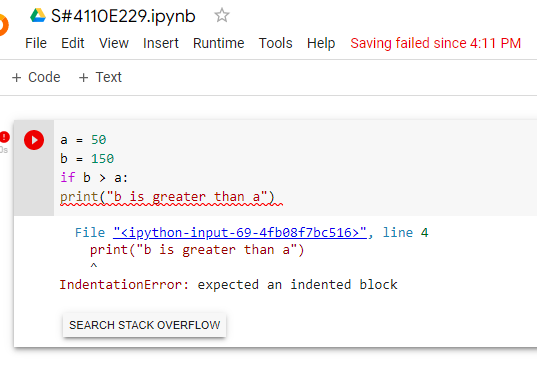 S#4110E229.ipynb
File Edit View Insert Runtime Tools Help Saving failed since 4:11 PM
+ Code + Text
a = 50
b = 150
if b > a:
print("b is greater than a")
File "<ipython-input-69-4fb08f7bc516>", line 4
print("b is greater than a")
^
IndentationError: expected an indented block
SEARCH STACK OVERFLOW